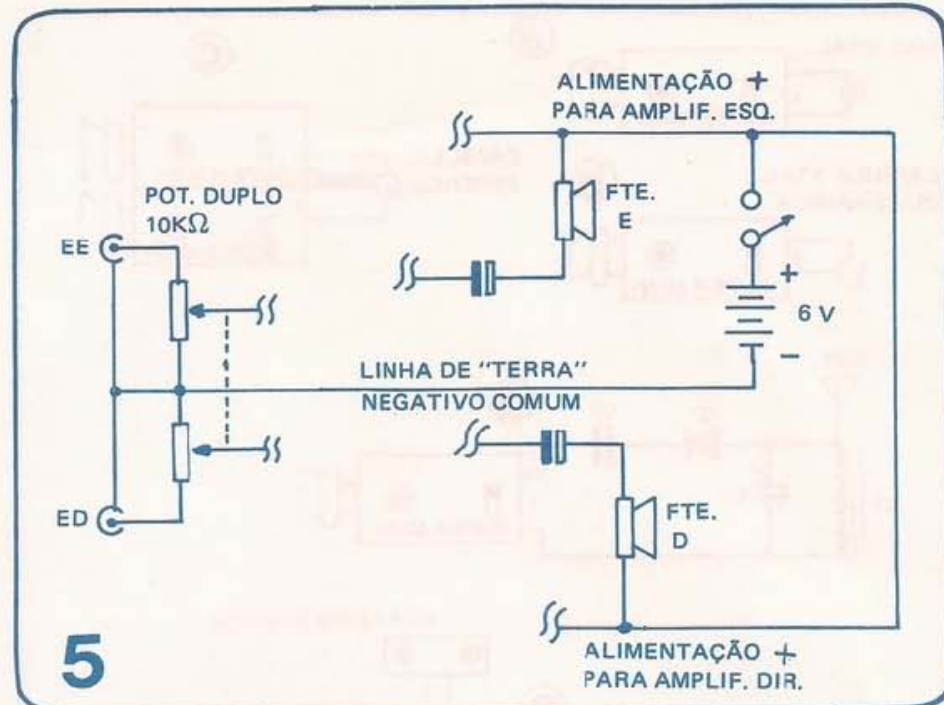 ALIMENTAÇÃO +
PARA AMPLIF. ESQ.
POT. DUPLO
10KΩ
EE
FTE.
E
+
6 V
−
LINHA DE "TERRA"
NEGATIVO COMUM
ED
FTE.
D
ALIMENTAÇÃO +
PARA AMPLIF. DIR.
5